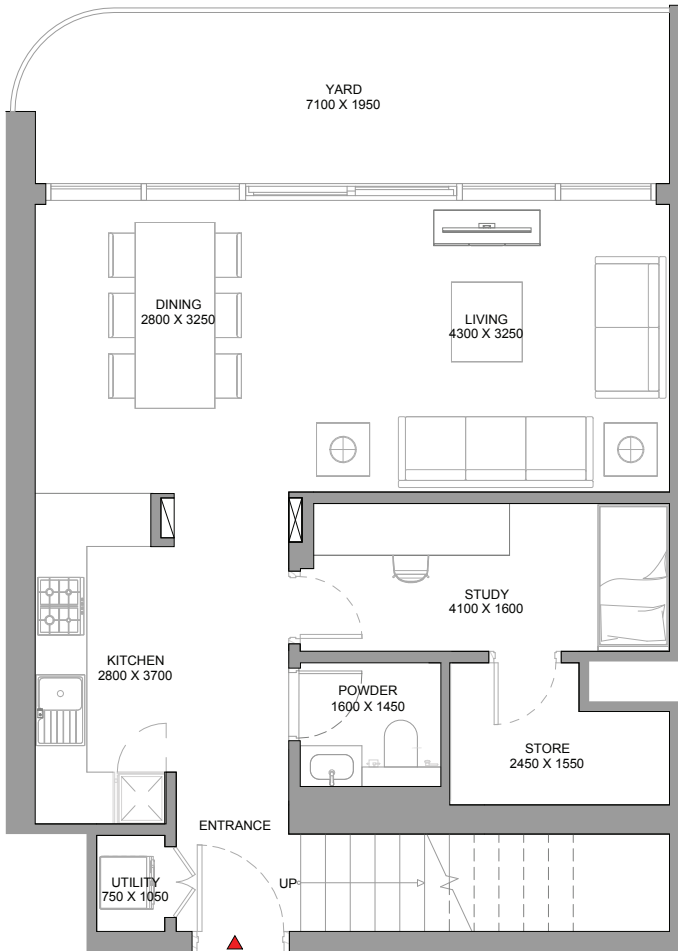 YARD
7100 X 1950
DINING
2800 X 3250
LIVING
4300 X 3250
STUDY
4100 X 1600
KITCHEN
2800 X 3700
POWDER
1600 X 1450
STORE
2450 X 1550
ENTRANCE
UTILITY
750 X 1050
UP